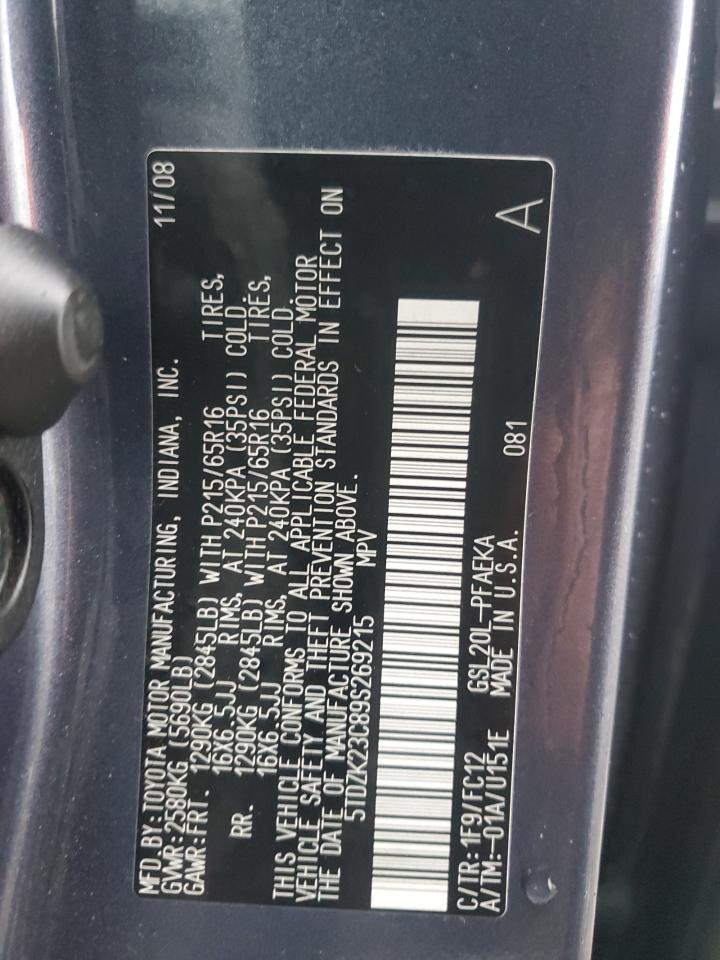 MFD.BY:TOYOTA MOTOR MANUFACTURING, INDIANA, INC. 11/08
GVWR:2580KG (5690LB)
GAWR:FRT. 1290KG (2845LB) WITH P215/65R16 TIRES,
16X6.5JJ RIMS, AT 240KPA (35PSI) COLD.
RR. 1290KG (2845LB) WITH P215/65R16 TIRES,
16X6.5JJ RIMS, AT 240KPA (35PSI) COLD.
THIS VEHICLE CONFORMS TO ALL APPLICABLE FEDERAL MOTOR
VEHICLE SAFETY AND THEFT PREVENTION STANDARDS IN EFFECT ON
THE DATE OF MANUFACTURE SHOWN ABOVE.
5TDZK23C89S269215 MPV
C/TR:1F9/FC12 GSL20L-PFAEKA 081 A
A/TM:-01A/U151E MADE IN U.S.A.